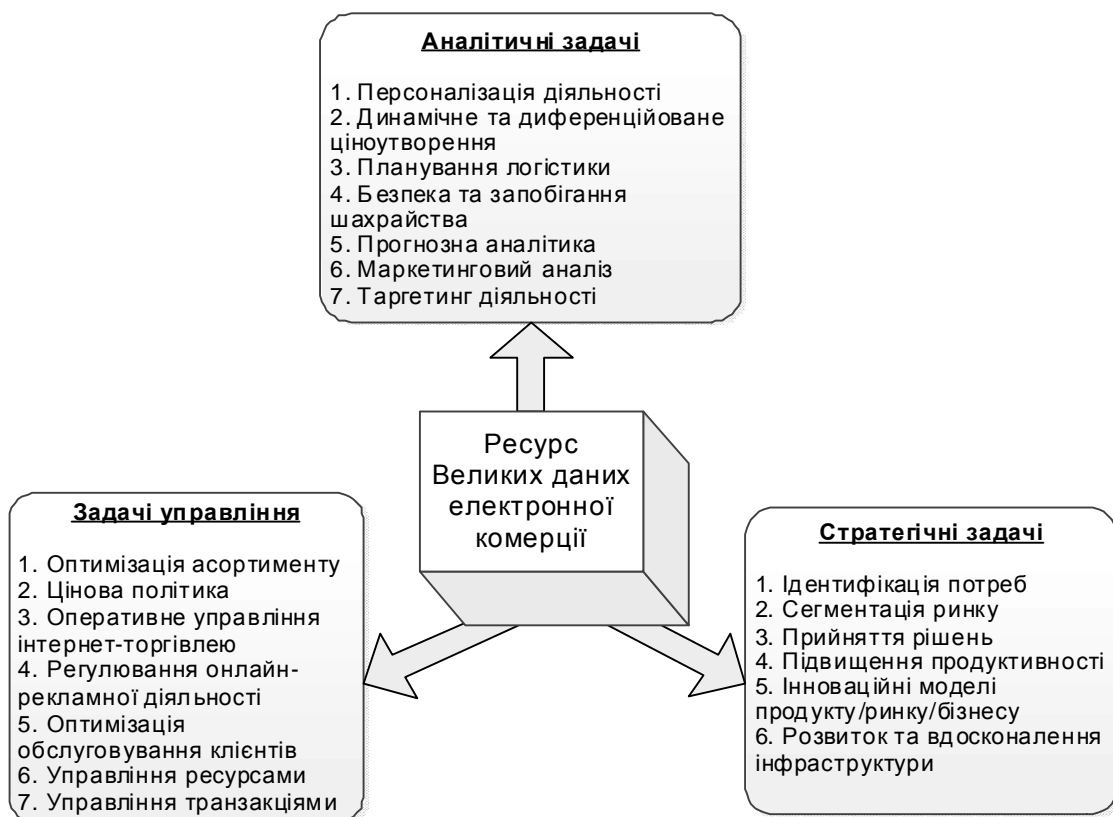 Аналітичні задачі
1. Персоналізація діяльності
2. Динамічне та диференційоване
ціноутворення
3. Планування логістики
4. Безпека та запобігання
шахрайства
5. Прогнозна аналітика
6. Маркетинговий аналіз
7. Таргетинг діяльності
Ресурс
Великих даних
електронної
комерції
Задачі управління
1. Оптимізація асортименту
2. Цінова політика
3. Оперативне управління
інтернет-торгівлею
4. Регулювання онлайн-
рекламної діяльності
5. Оптимізація
обслуговування клієнтів
6. Управління ресурсами
7. Управління транзакціями
Стратегічні задачі
1. Ідентифікація потреб
2. Сегментація ринку
3. Прийняття рішень
4. Підвищення продуктивності
5. Інноваційні моделі
продукту/ринку/бізнесу
6. Розвиток та вдосконалення
інфраструктури